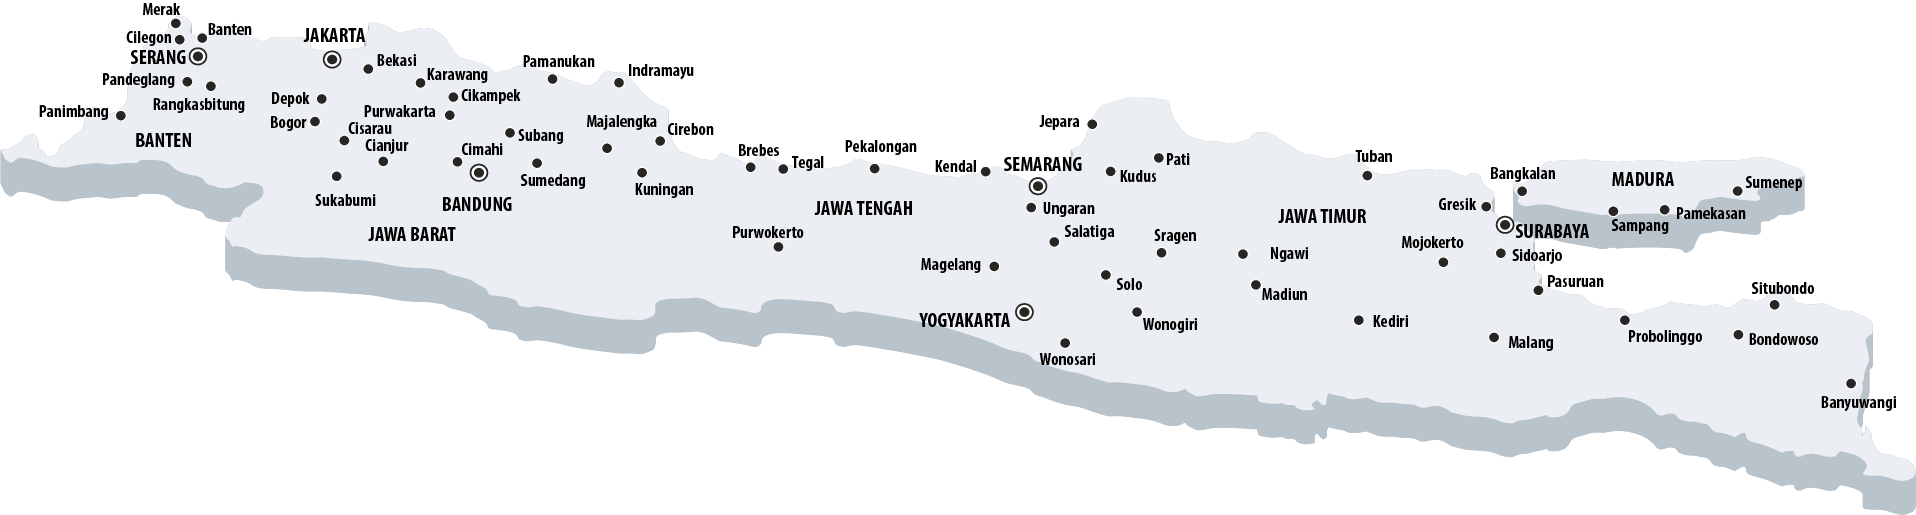 Merak
Cilegon
Banten
SERANG
Pandeglang
Rangkasbitung
Panimbang
BANTEN
JAKARTA
Bekasi
Karawang
Cikampek
Depok
Purwakarta
Bogor
Cisarau
Cianjur
Sukabumi
Pamanukan
Indramayu
Subang
Majalengka
Cirebon
Cimahi
Sumedang
Kuningan
BANDUNG
JAWA BARAT
Brebes
Tegal
Pekalongan
Kendal
SEMARANG
Jepara
Pati
Kudus
Ungaran
Salatiga
JAWA TENGAH
Purwokerto
Magelang
Sragen
Solo
YOGYAKARTA
Wonogiri
Wonosari
Tuban
JAWA TIMUR
Ngawi
Madiun
Kediri
Gresik
Mojokerto
SURABAYA
Sidoarjo
Pasuruan
Malang
Bangkalan
MADURA
Sumenep
Sampang
Pamekasan
Situbondo
Probolinggo
Bondowoso
Banyuwangi